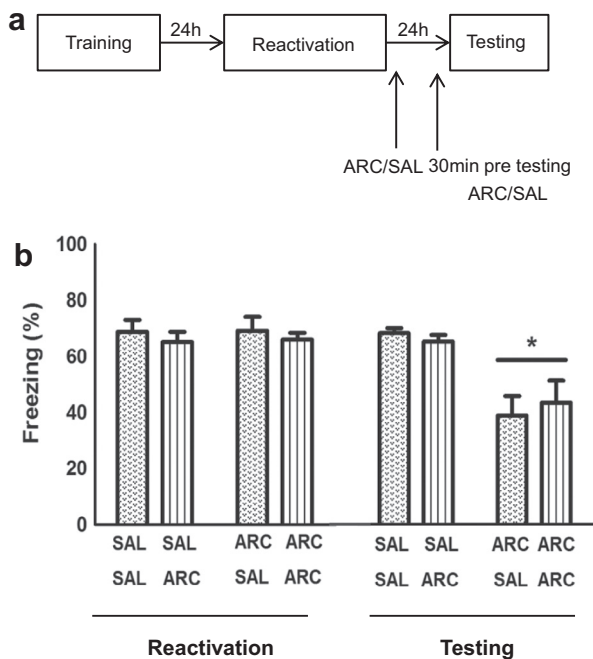 a
Training 24h Reactivation 24h Testing
ARC/SAL 30min pre testing
ARC/SAL
b
Freezing (%)
100
80
60
40
20
0
*
SAL SAL ARC ARC SAL SAL ARC ARC
SAL ARC SAL ARC SAL ARC SAL ARC
Reactivation Testing